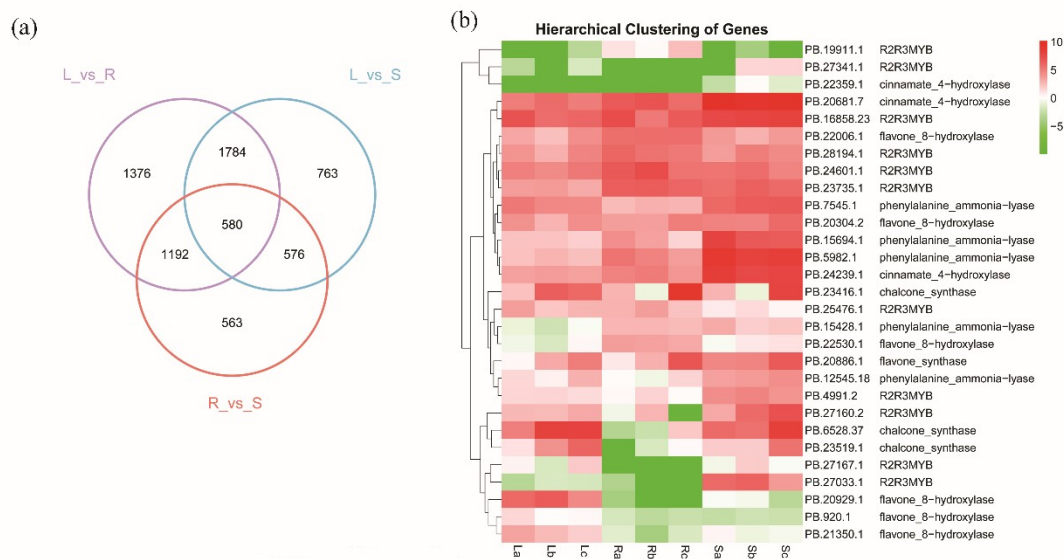 (a)
L_vs_R
L_vs_S
1376
1784
763
580
1192
576
563
R_vs_S
(b)
Hierarchical Clustering of Genes
PB.19911.1 R2R3MYB
PB.27341.1 R2R3MYB
PB.22359.1 cinnamate_4-hydroxylase
PB.20681.7 cinnamate_4-hydroxylase
PB.16858.23 R2R3MYB
PB.22006.1 flavone_8-hydroxylase
PB.28194.1 R2R3MYB
PB.24601.1 R2R3MYB
PB.23735.1 R2R3MYB
PB.7545.1 phenylalanine_ammonia-lyase
PB.20304.2 flavone_8-hydroxylase
PB.15694.1 phenylalanine_ammonia-lyase
PB.5982.1 phenylalanine_ammonia-lyase
PB.24239.1 cinnamate_4-hydroxylase
PB.23416.1 chalcone_synthase
PB.25476.1 R2R3MYB
PB.15428.1 phenylalanine_ammonia-lyase
PB.22530.1 flavone_8-hydroxylase
PB.20886.1 flavone_synthase
PB.12545.18 phenylalanine_ammonia-lyase
PB.4991.2 R2R3MYB
PB.27160.2 R2R3MYB
PB.6528.37 chalcone_synthase
PB.23519.1 chalcone_synthase
PB.27167.1 R2R3MYB
PB.27033.1 R2R3MYB
PB.20929.1 flavone_8-hydroxylase
PB.920.1 flavone_8-hydroxylase
PB.21350.1 flavone_8-hydroxylase
La Lb Lc Ra Rb Rc Sa Sb Sc
10
5
0
−5